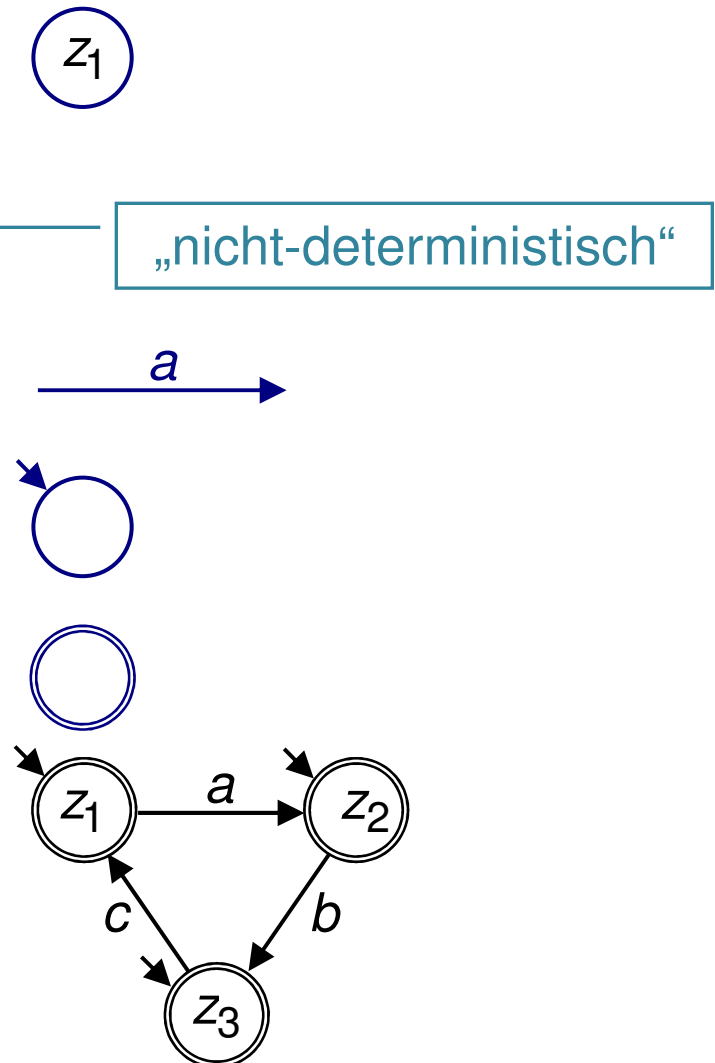 z1
„nicht-deterministisch“
a
z1 a z2
c b
z3